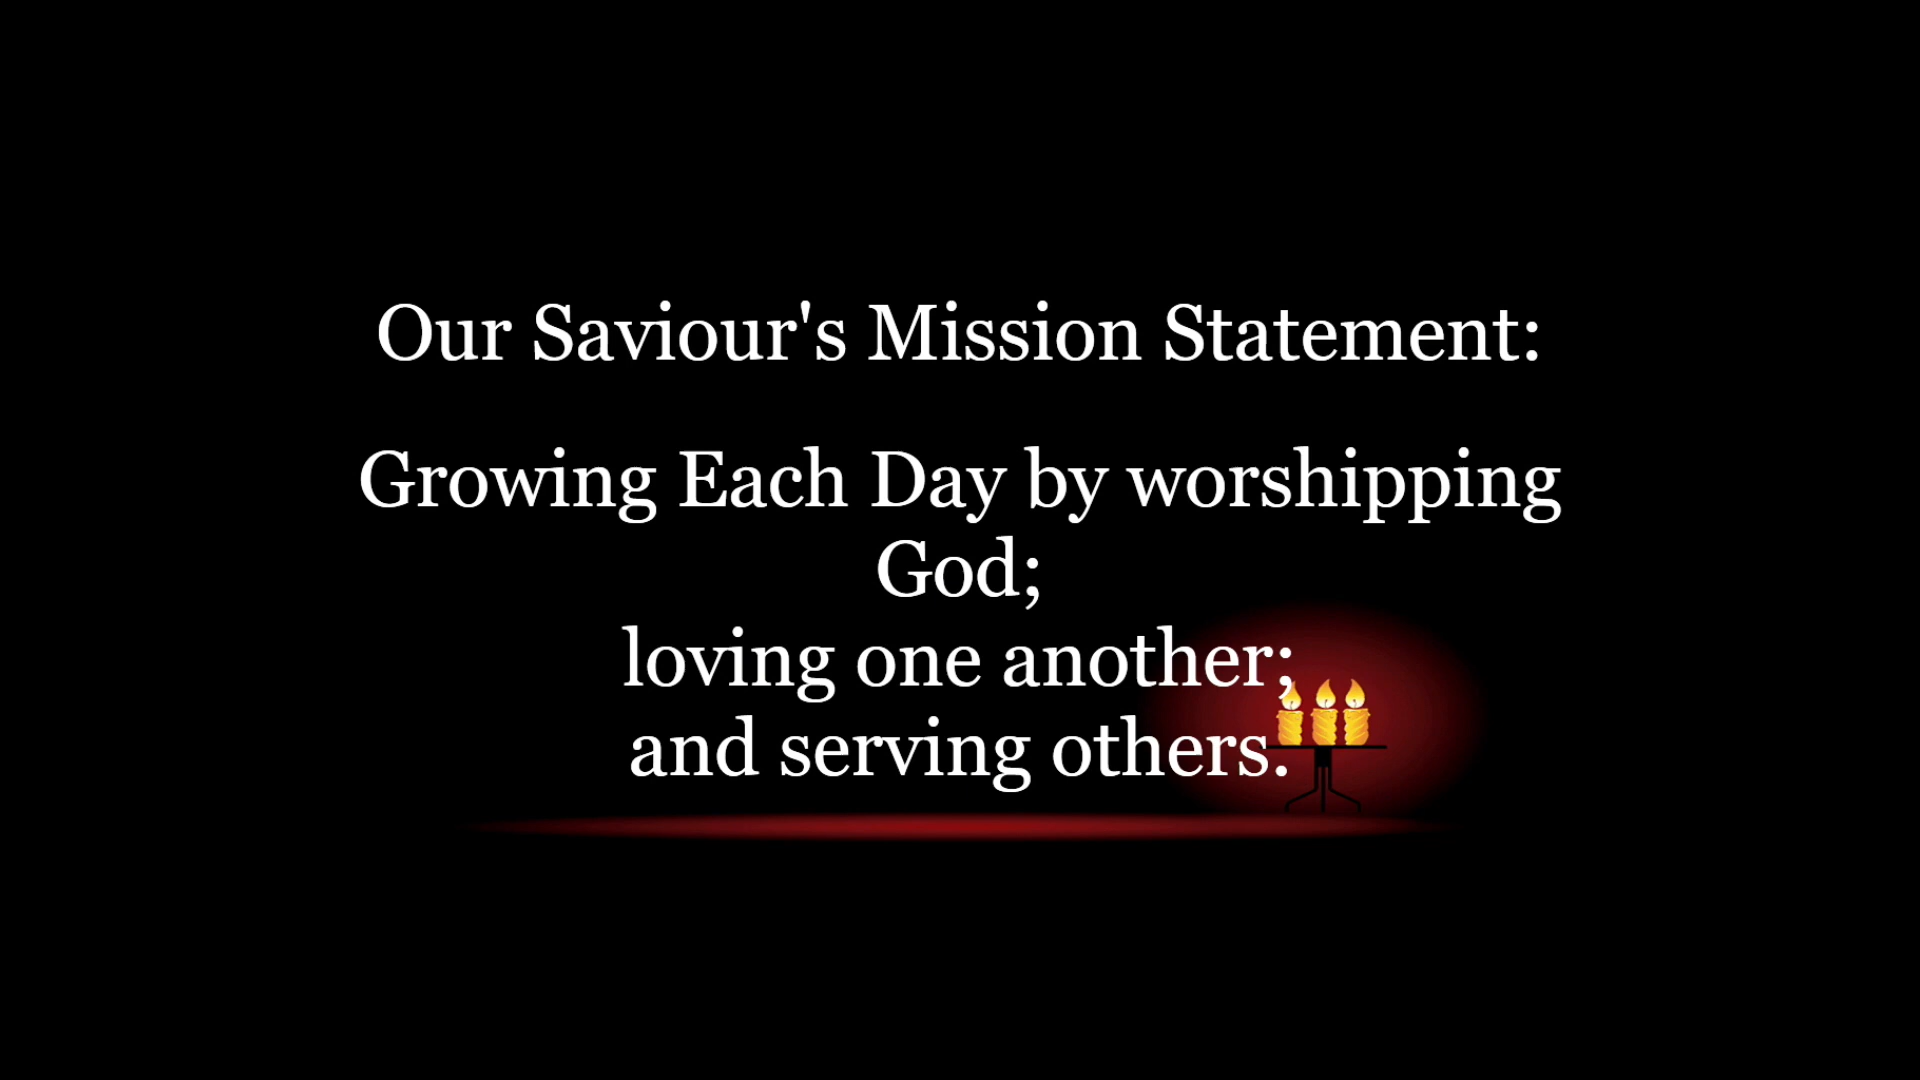 Our Saviour's Mission Statement:
Growing Each Day by worshipping
God;
loving one another;
and serving others.